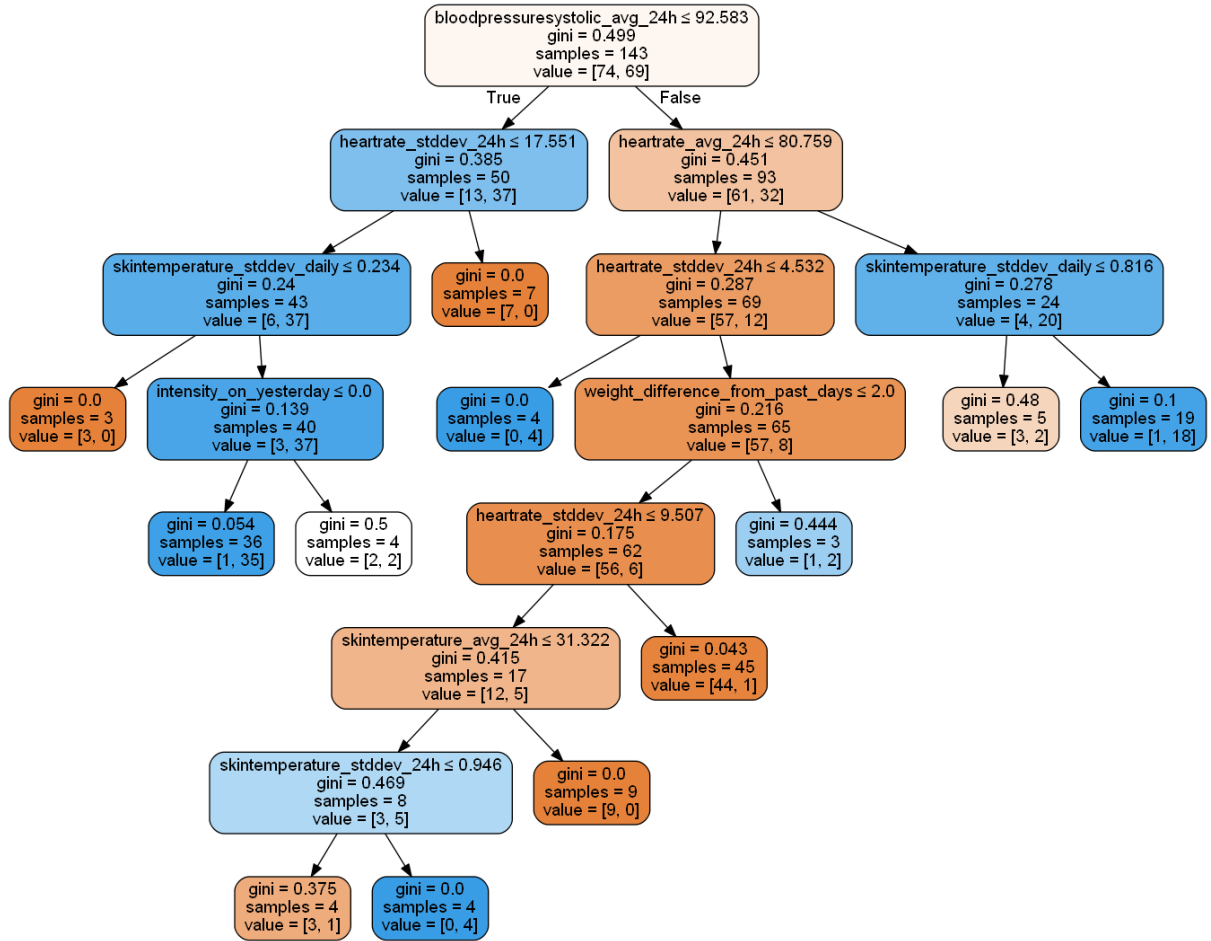 bloodpressuresystolic_avg_24h ≤ 92.583
gini = 0.499
samples = 143
value = [74, 69]
True
False
heartrate_stddev_24h ≤ 17.551
gini = 0.385
samples = 50
value = [13, 37]
heartrate_avg_24h ≤ 80.759
gini = 0.451
samples = 93
value = [61, 32]
skintemperature_stddev_daily ≤ 0.234
gini = 0.24
samples = 43
value = [6, 37]
gini = 0.0
samples = 7
value = [7, 0]
heartrate_stddev_24h ≤ 4.532
gini = 0.287
samples = 69
value = [57, 12]
skintemperature_stddev_daily ≤ 0.816
gini = 0.278
samples = 24
value = [4, 20]
gini = 0.0
samples = 3
value = [3, 0]
intensity_on_yesterday ≤ 0.0
gini = 0.139
samples = 40
value = [3, 37]
gini = 0.0
samples = 4
value = [0, 4]
weight_difference_from_past_days ≤ 2.0
gini = 0.216
samples = 65
value = [57, 8]
gini = 0.48
samples = 5
value = [3, 2]
gini = 0.1
samples = 19
value = [1, 18]
gini = 0.054
samples = 36
value = [1, 35]
gini = 0.5
samples = 4
value = [2, 2]
heartrate_stddev_24h ≤ 9.507
gini = 0.175
samples = 62
value = [56, 6]
gini = 0.444
samples = 3
value = [1, 2]
skintemperature_avg_24h ≤ 31.322
gini = 0.415
samples = 17
value = [12, 5]
gini = 0.043
samples = 45
value = [44, 1]
skintemperature_stddev_24h ≤ 0.946
gini = 0.469
samples = 8
value = [3, 5]
gini = 0.0
samples = 9
value = [9, 0]
gini = 0.375
samples = 4
value = [3, 1]
gini = 0.0
samples = 4
value = [0, 4]